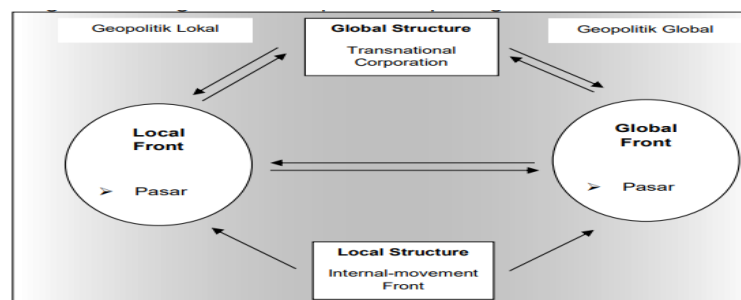 Geopolitik Lokal
Global Structure
Transnational
Corporation
Geopolitik Global
Local
Front
➢ Pasar
Global
Front
➢ Pasar
Local Structure
Internal-movement
Front